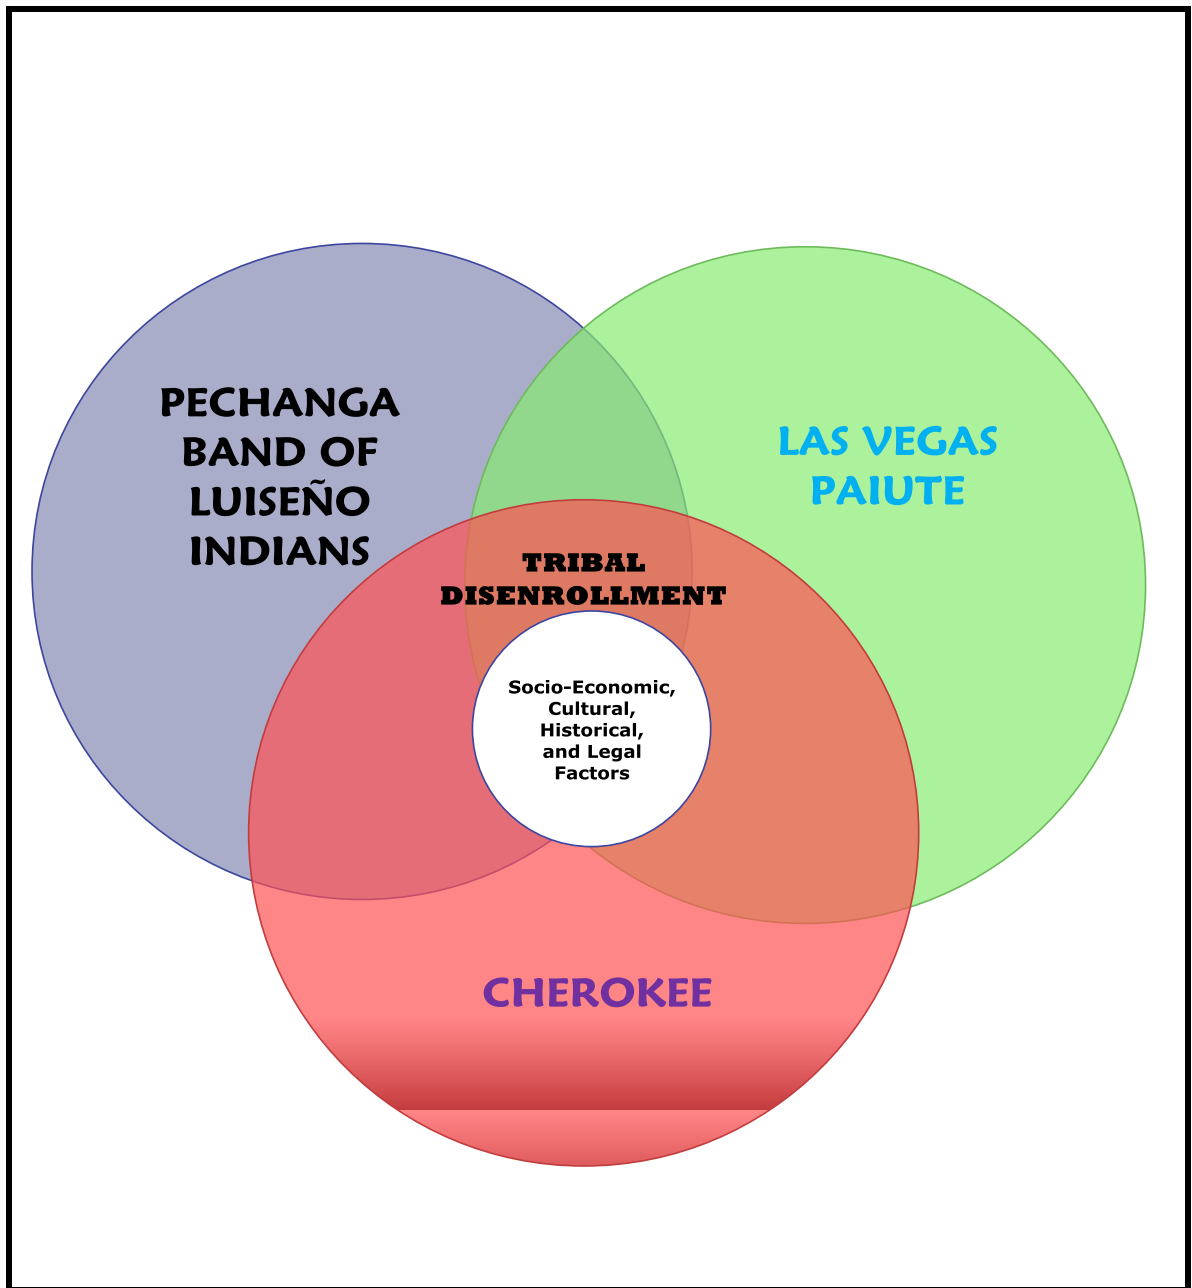 PECHANGA
BAND OF
LUISEÑO
INDIANS
LAS VEGAS
PAIUTE
TRIBAL
DISENROLLMENT
Socio-Economic,
Cultural,
Historical,
and Legal
Factors
CHEROKEE